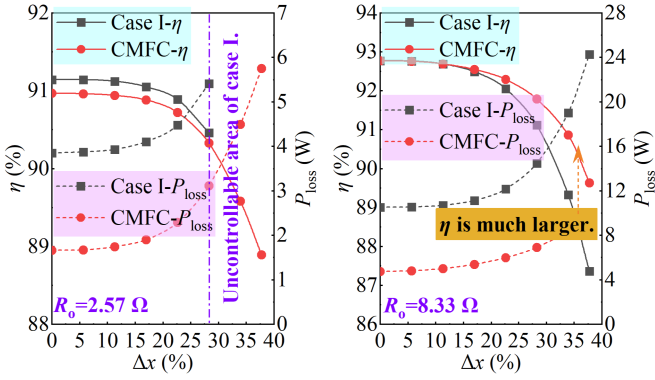 92
91
90
89
88
η (%)
Case I-η
CMFC-η
Case I-Ploss
CMFC-Ploss
Ro=2.57 Ω
Uncontrollable area of case I.
7
6
5
4
3
2
1
0
Ploss (W)
0 5 10 15 20 25 30 35 40
Δx (%)
94
93
92
91
90
89
88
87
86
η (%)
Case I-η
CMFC-η
Case I-Ploss
CMFC-Ploss
η is much larger.
Ro=8.33 Ω
28
24
20
16
12
8
4
0
Ploss (W)
0 5 10 15 20 25 30 35 40
Δx (%)